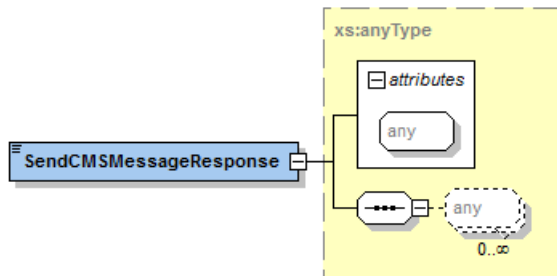 xs:anyType
attributes
any
SendCMSMessageResponse
any
0..∞